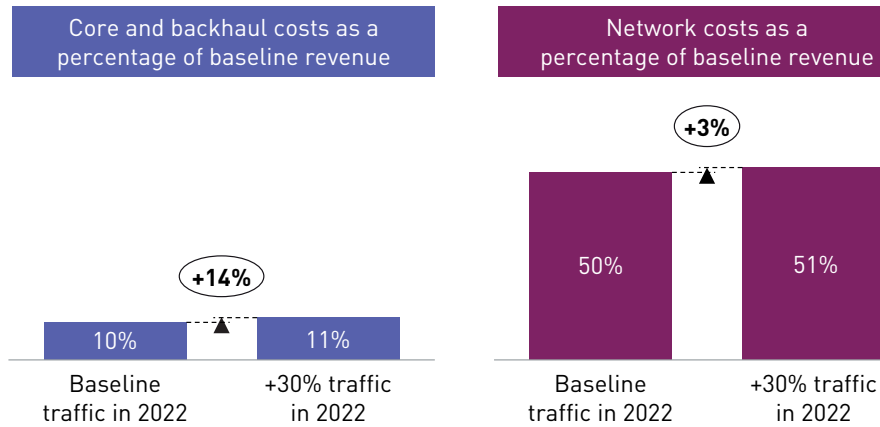 Core and backhaul costs as a
percentage of baseline revenue
+14%
10%
11%
Baseline
traffic in 2022
+30% traffic
in 2022
Network costs as a
percentage of baseline revenue
+3%
50%
51%
Baseline
traffic in 2022
+30% traffic
in 2022